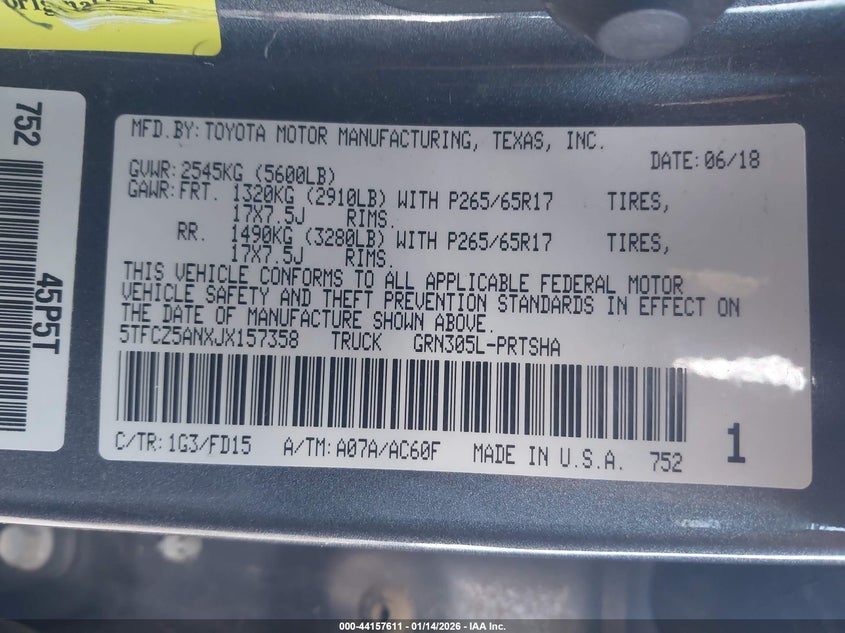 Original
752
45P5T
MFD.BY: TOYOTA MOTOR MANUFACTURING, TEXAS, INC.
DATE: 06/18
GVWR: 2545KG (5600LB)
GAWR: FRT. 1320KG (2910LB) WITH P265/65R17 TIRES,
17X7.5J RIMS.
RR. 1490KG (3280LB) WITH P265/65R17 TIRES,
17X7.5J RIMS.
THIS VEHICLE CONFORMS TO ALL APPLICABLE FEDERAL MOTOR
VEHICLE SAFETY AND THEFT PREVENTION STANDARDS IN EFFECT ON
THE DATE OF MANUFACTURE SHOWN ABOVE.
5TFCZ5ANXJX157358 TRUCK GRN305L-PRTSHA
C/TR: 1G3/FD15 A/TM: A07A/AC60F MADE IN U.S.A. 752
1
000-44157611 - 01/14/2026 - IAA Inc.